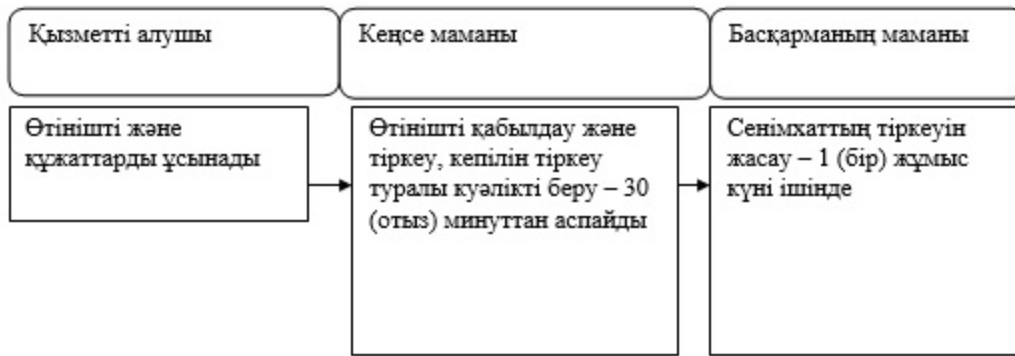 Қызметті алушы
Кеңсе маманы
Басқарманың маманы
Өтінішті және
құжаттарды ұсынады
Өтінішті қабылдау және
тіркеу, кепілін тіркеу
туралы куәлікті беру – 30
(отыз) минуттан аспайды
Сенімхаттың тіркеуін
жасау – 1 (бір) жұмыс
күні ішінде